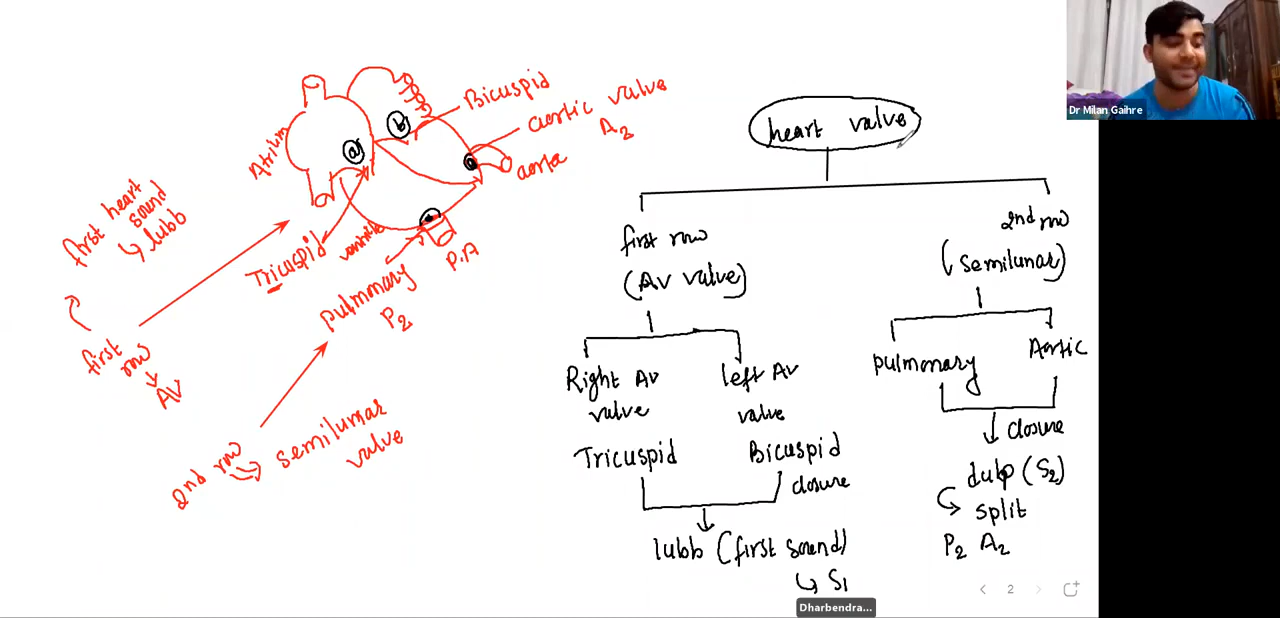 Dr Milan Gaihre
Bicuspid
aortic valve
A2
aorta
b
a
Atrilm
first heart
sound
↳ lubb
Tricuspid
ventricle
P.A
pulmonary
P2
first
row
↳ AV
2nd row
semilunar
valve
heart valve
first row
(AV valve)
2nd row
(semilunar)
Right AV
valve
left AV
valve
pulmonary
Aortic
Tricuspid
Bicuspid
closure
closure
dubp (S2)
split
P2 A2
lubb (first sound)
↳ S1
2
Dharbendra...